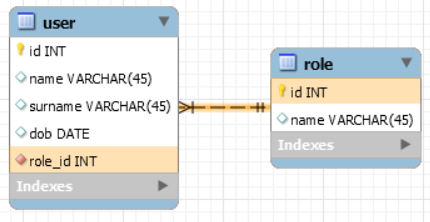 user
id INT
name VARCHAR(45)
surname VARCHAR(45)
dob DATE
role_id INT
Indexes
role
id INT
name VARCHAR(45)
Indexes